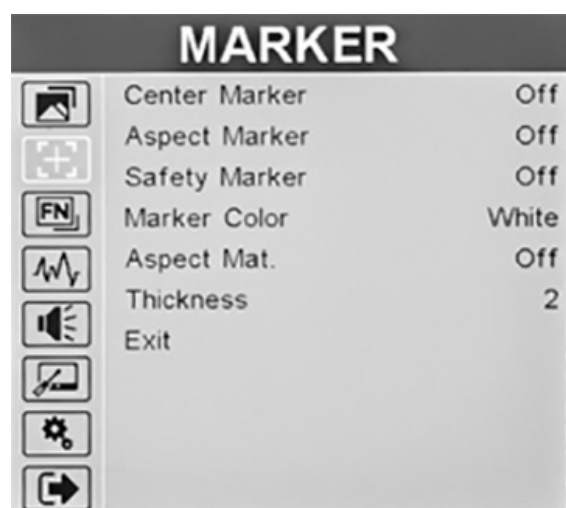 MARKER
Center Marker Off
Aspect Marker Off
Safety Marker Off
FN
Marker Color White
Aspect Mat. Off
Thickness 2
Exit